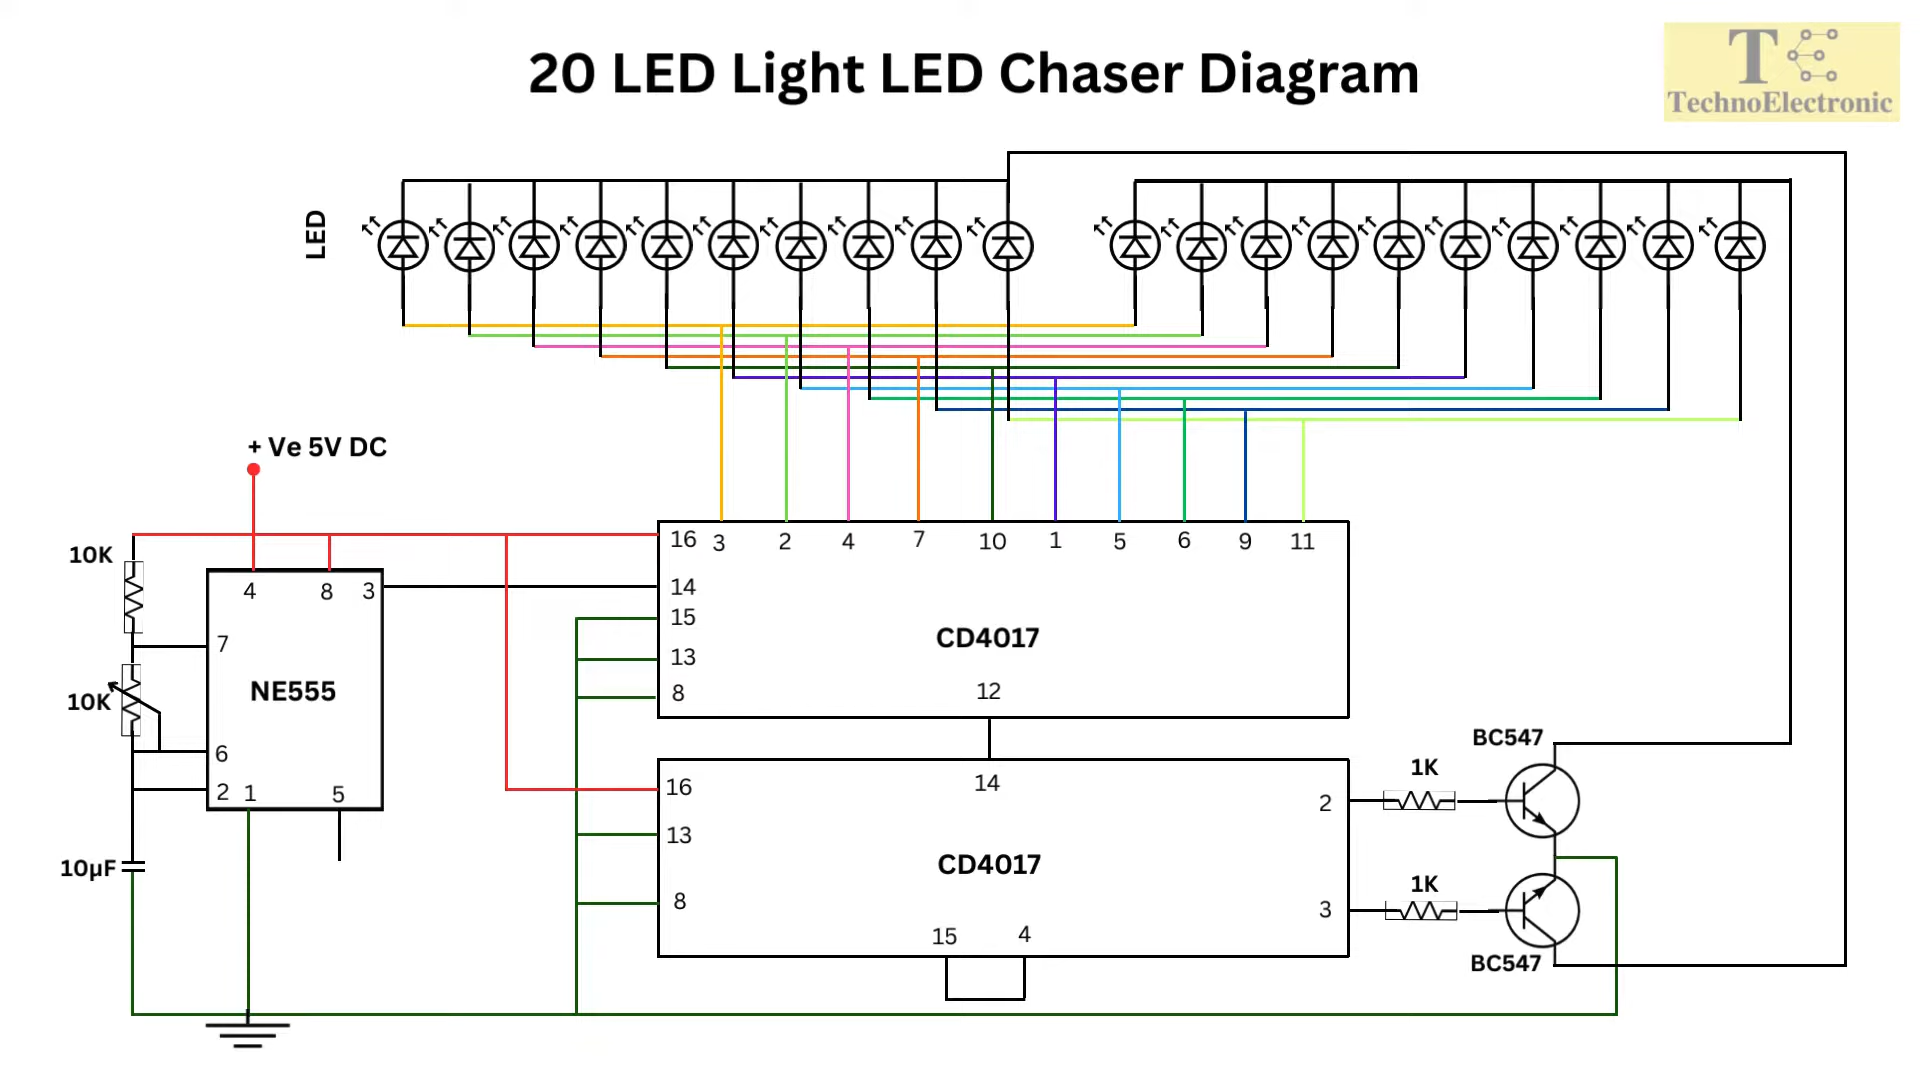 20 LED Light LED Chaser Diagram
T
TechnoElectronic
LED
+ Ve 5V DC
10K
4 8 3
7
10K
NE555
6
2 1 5
10µF
16 3 2 4 7 10 1 5 6 9 11
14
15
CD4017
13
8
12
BC547
1K
16 14
2
13
CD4017
1K
8
3
15 4
BC547